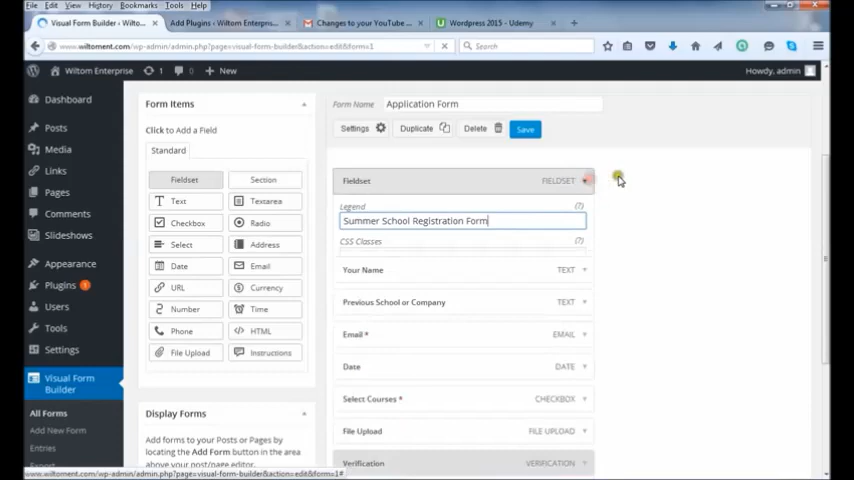 File Edit View History Bookmarks Tools Help
Visual Form Builder ‹ Wilto... × Add Plugins ‹ Wiltom Enterprise... × Changes to your YouTube ... × Wordpress 2015 - Udemy × +
www.wiltoment.com/wp-admin/admin.php?page=visual-form-builder&action=edit&form=1 Search
Wiltom Enterprise 1 0 + New Howdy, admin
Dashboard
Posts
Media
Links
Pages
Comments
Slideshows
Appearance
Plugins 1
Users
Tools
Settings
Visual Form
Builder
All Forms
Add New Form
Entries
Export
Form Items
Click to Add a Field
Standard
Fieldset Section
Text Textarea
Checkbox Radio
Select Address
Date Email
URL Currency
Number Time
Phone HTML
File Upload Instructions
Display Forms
Add forms to your Posts or Pages by
locating the Add Form button in the area
above your post/page editor.
Form Name Application Form
Settings Duplicate Delete Save
Fieldset FIELDSET
Legend (?)
Summer School Registration Form
CSS Classes (?)
Your Name TEXT
Previous School or Company TEXT
Email * EMAIL
Date DATE
Select Courses * CHECKBOX
File Upload FILE UPLOAD
Verification VERIFICATION
www.wiltoment.com/wp-admin/admin.php?page=visual-form-builder&action=edit&form=1#